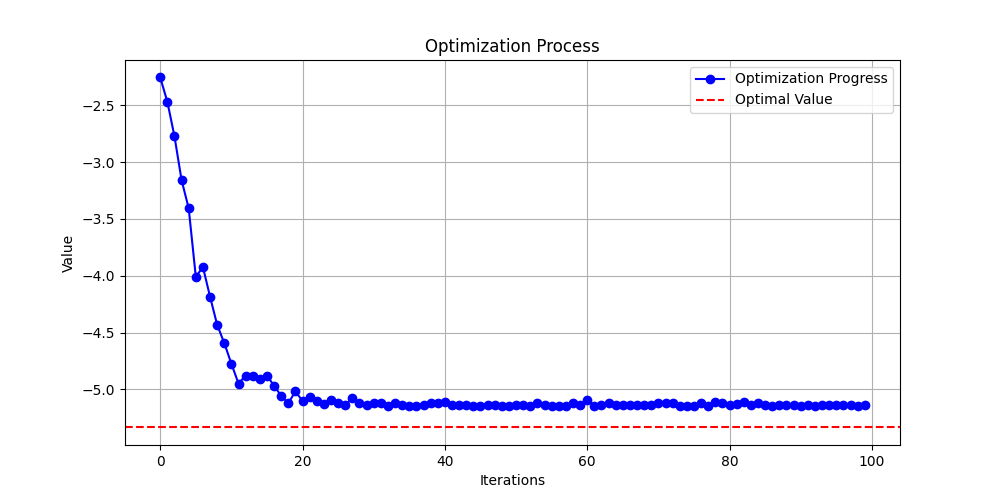 Optimization Process
Optimization Progress
Optimal Value
−2.5
−3.0
−3.5
−4.0
−4.5
−5.0
Value
0 20 40 60 80 100
Iterations